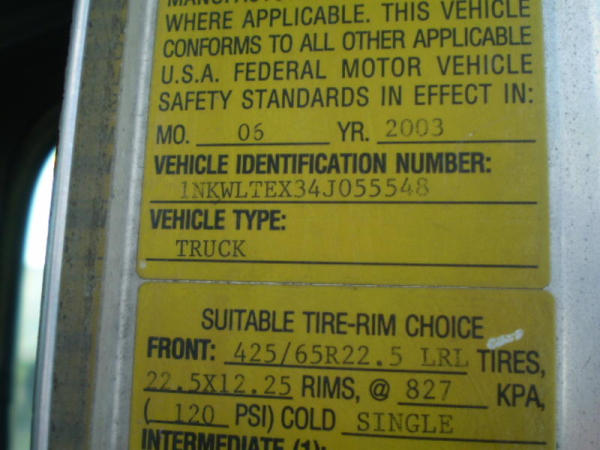 WHERE APPLICABLE. THIS VEHICLE
CONFORMS TO ALL OTHER APPLICABLE
U.S.A. FEDERAL MOTOR VEHICLE
SAFETY STANDARDS IN EFFECT IN:
MO. 06 YR. 2003
VEHICLE IDENTIFICATION NUMBER:
1NKWLTEX34J055548
VEHICLE TYPE:
TRUCK
SUITABLE TIRE-RIM CHOICE
FRONT: 425/65R22.5 LRL TIRES,
22.5X12.25 RIMS, @ 827 KPA,
( 120 PSI) COLD SINGLE
INTERMEDIATE (1):